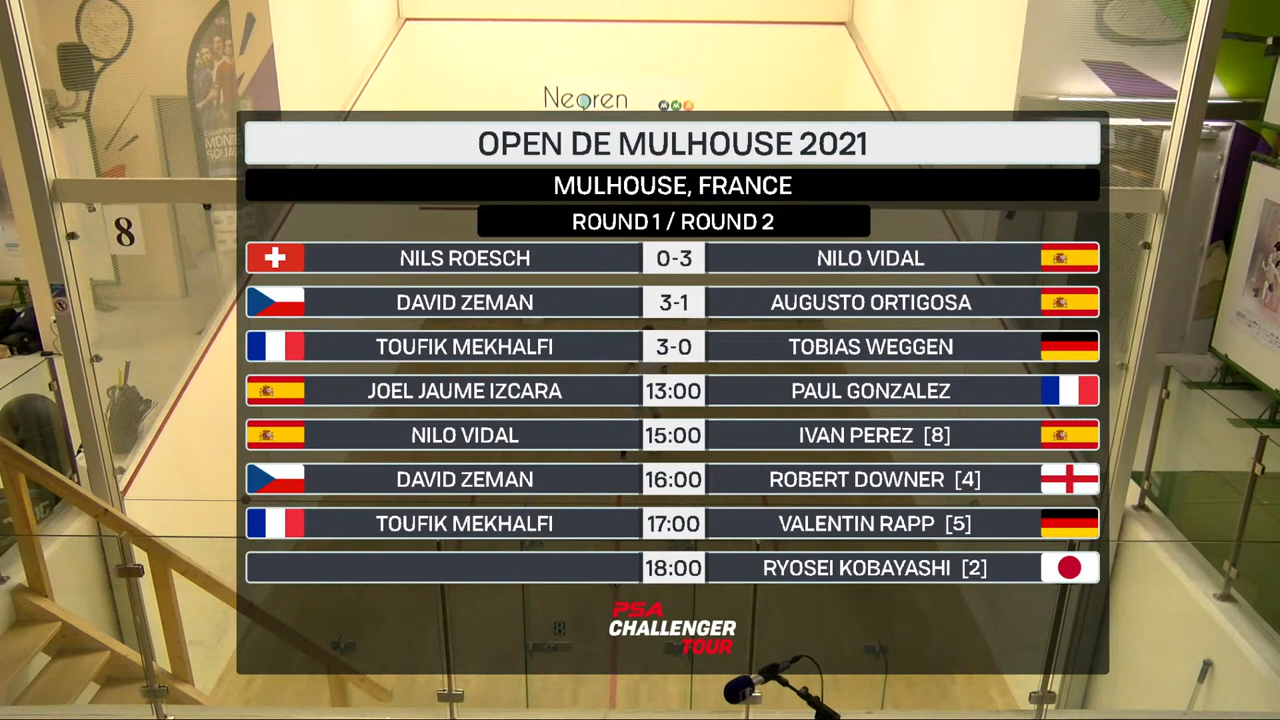 Neoren
MMA
8
OPEN DE MULHOUSE 2021
MULHOUSE, FRANCE
ROUND 1 / ROUND 2
NILS ROESCH 0-3 NILO VIDAL
DAVID ZEMAN 3-1 AUGUSTO ORTIGOSA
TOUFIK MEKHALFI 3-0 TOBIAS WEGGEN
JOEL JAUME IZCARA 13:00 PAUL GONZALEZ
NILO VIDAL 15:00 IVAN PEREZ [8]
DAVID ZEMAN 16:00 ROBERT DOWNER [4]
TOUFIK MEKHALFI 17:00 VALENTIN RAPP [5]
18:00 RYOSEI KOBAYASHI [2]
PSA
CHALLENGER
TOUR
8